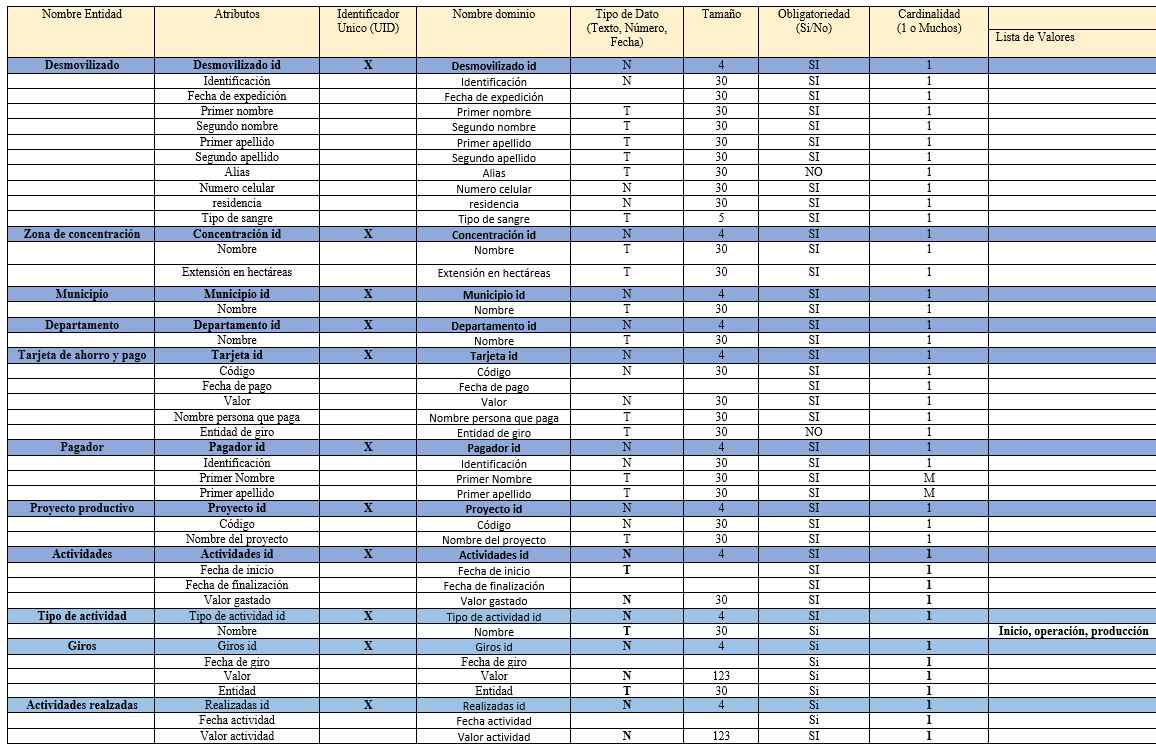 Nombre Entidad Atributos Identificador Unico (UID) Nombre dominio Tipo de Dato (Texto, Número, Fecha) Tamaño Obligatoriedad (Si/No) Cardinalidad (1 o Muchos) Lista de Valores
Desmovilizado Desmovilizado id X Desmovilizado id N 4 SI 1
Identificación Identificación N 30 SI 1
Fecha de expedición Fecha de expedición 30 SI 1
Primer nombre Primer nombre T 30 SI 1
Segundo nombre Segundo nombre T 30 SI 1
Primer apellido Primer apellido T 30 SI 1
Segundo apellido Segundo apellido T 30 SI 1
Alias Alias T 30 NO 1
Numero celular Numero celular N 30 SI 1
residencia residencia N 30 SI 1
Tipo de sangre Tipo de sangre T 5 SI 1
Zona de concentración Concentración id X Concentración id N 4 SI 1
Nombre Nombre T 30 SI 1
Extensión en hectáreas Extensión en hectáreas T 30 SI 1
Municipio Municipio id X Municipio id N 4 SI 1
Nombre Nombre T 30 SI 1
Departamento Departamento id X Departamento id N 4 SI 1
Nombre Nombre T 30 SI 1
Tarjeta de ahorro y pago Tarjeta id X Tarjeta id N 4 SI 1
Código Código N 30 SI 1
Fecha de pago Fecha de pago SI 1
Valor Valor N 30 SI 1
Nombre persona que paga Nombre persona que paga T 30 SI 1
Entidad de giro Entidad de giro T 30 NO 1
Pagador Pagador id X Pagador id N 4 SI 1
Identificación Identificación N 30 SI 1
Primer Nombre Primer Nombre T 30 SI M
Primer apellido Primer apellido T 30 SI M
Proyecto productivo Proyecto id X Proyecto id N 4 SI 1
Código Código N 30 SI 1
Nombre del proyecto Nombre del proyecto T 30 SI 1
Actividades Actividades id X Actividades id N 4 SI 1
Fecha de inicio Fecha de inicio T SI 1
Fecha de finalización Fecha de finalización SI 1
Valor gastado Valor gastado N 30 SI 1
Tipo de actividad Tipo de actividad id X Tipo de actividad id N 4 SI 1
Nombre Nombre T 30 Si Inicio, operación, producción
Giros Giros id X Giros id N 4 Si 1
Fecha de giro Fecha de giro Si 1
Valor Valor N 123 Si 1
Entidad Entidad T 30 Si 1
Actividades realzadas Realizadas id X Realizadas id N 4 Si 1
Fecha actividad Fecha actividad Si 1
Valor actividad Valor actividad N 123 SI 1